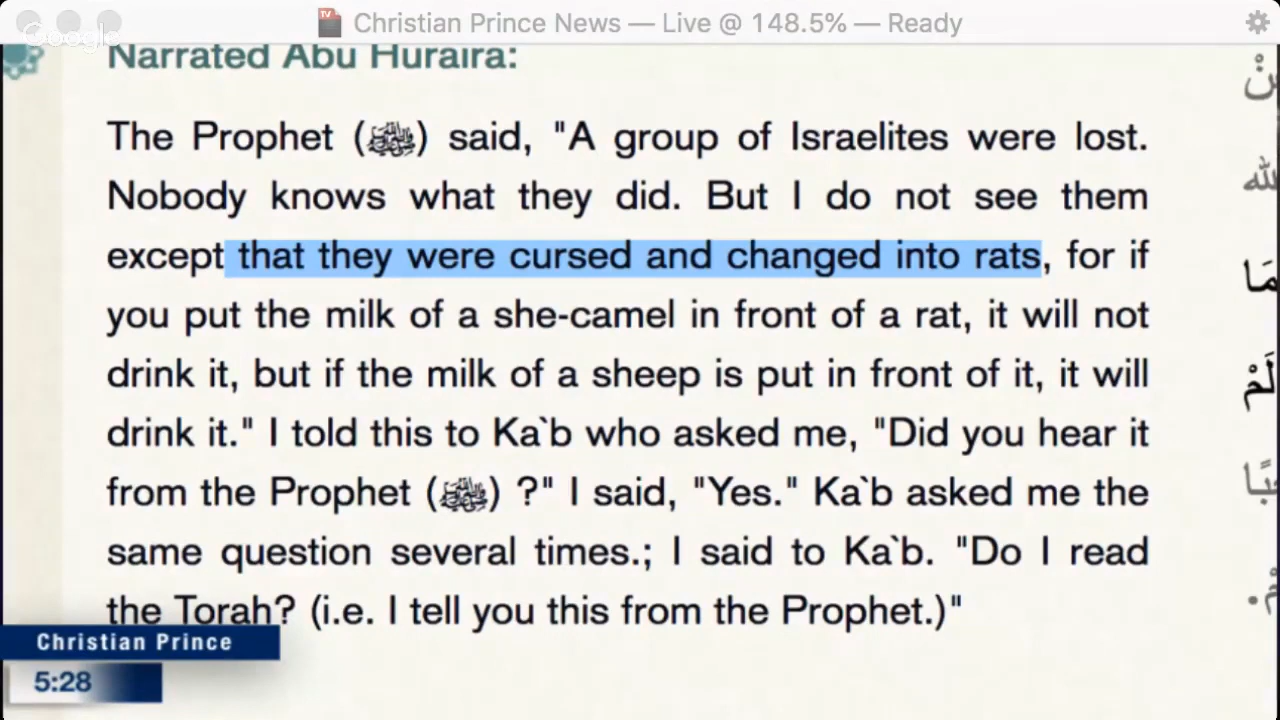 Christian Prince News — Live @ 148.5% — Ready
Google
Narrated Abu Huraira:
The Prophet (ﷺ) said, "A group of Israelites were lost.
Nobody knows what they did. But I do not see them
except that they were cursed and changed into rats, for if
you put the milk of a she-camel in front of a rat, it will not
drink it, but if the milk of a sheep is put in front of it, it will
drink it." I told this to Ka`b who asked me, "Did you hear it
from the Prophet (ﷺ) ?" I said, "Yes." Ka`b asked me the
same question several times.; I said to Ka`b. "Do I read
the Torah? (i.e. I tell you this from the Prophet.)"
Christian Prince
5:28